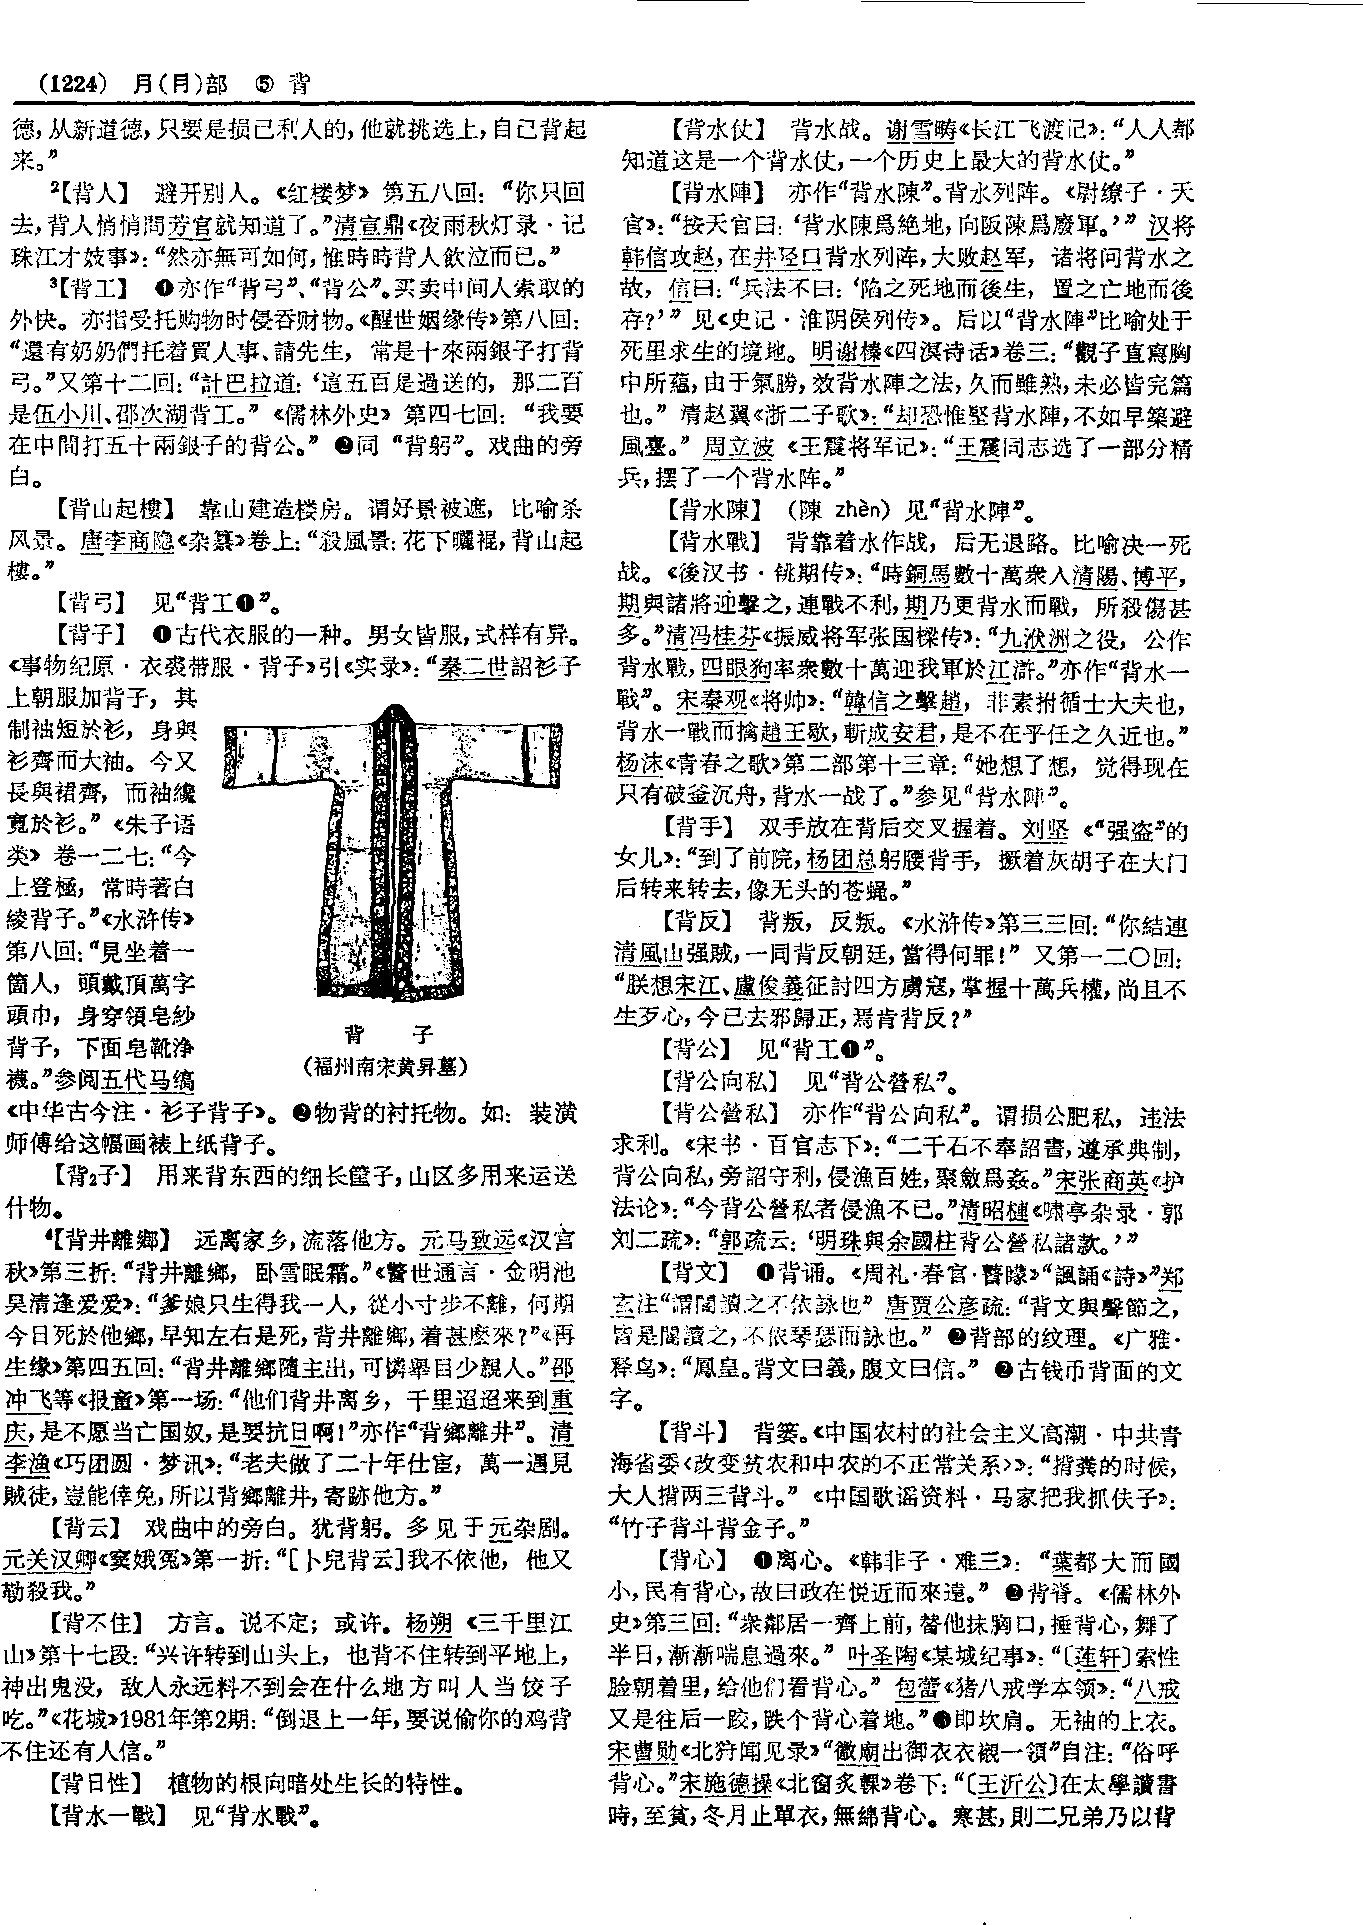 (1224) 月(⺼)部 ⑤ 背
德，从新道德，只要是损己利人的，他就挑选上，自己背起
来。”
²【背人】 避开别人。《红楼梦》第五八回：“你只回
去，背人悄悄問芳官就知道了。”清宣鼎《夜雨秋灯录·记
珠江才妓事》：“然亦無可如何，惟時時背人飲泣而已。”
³【背工】 ❶亦作“背弓”、“背公”。买卖中间人索取的
外快。亦指受托购物时侵吞财物。《醒世姻缘传》第八回：
“還有奶奶們托着買人事、請先生，常是十來兩銀子打背
弓。”又第十二回：“計巴拉道：‘這五百是過送的，那二百
是伍小川、邵次湖背工。”《儒林外史》第四七回：“我要
在中間打五十兩銀子的背公。”❷同“背躬”。戏曲的旁
白。
【背山起樓】 靠山建造楼房。谓好景被遮，比喻杀
风景。唐李商隐《杂纂》卷上：“殺風景：花下曬裩，背山起
樓。”
【背弓】 见“背工❶”。
【背子】 ❶古代衣服的一种。男女皆服，式样有异。
《事物纪原·衣裘带服·背子》引《实录》：“秦二世詔衫子
上朝服加背子，其
制袖短於衫，身與
衫齊而大袖。今又
長與裙齊，而袖纔
寬於衫。”《朱子语
类》卷一二七：“今
上登極，常時著白
綾背子。”《水浒传》
第八回：“見坐着一
箇人，頭戴頂萬字
頭巾，身穿領皂紗
背子，下面皂靴浄
襪。”参阅五代马缟
背 子
（福州南宋黄昇墓）
《中华古今注·衫子背子》。❷物背的衬托物。如：装潢
师傅给这幅画裱上纸背子。
【背₂子】 用来背东西的细长筐子，山区多用来运送
什物。
⁴【背井離鄉】 远离家乡，流落他方。元马致远《汉宫
秋》第三折：“背井離鄉，卧雪眠霜。”《警世通言·金明池
吴清逢爱爱》：“爹娘只生得我一人，從小寸步不離，何期
今日死於他鄉，早知左右是死，背井離鄉，着甚麽來？”《再
生缘》第四五回：“背井離鄉隨主出，可憐舉目少親人。”邵
冲飞等《报童》第一场：“他们背井离乡，千里迢迢来到重
庆，是不愿当亡国奴，是要抗日啊！”亦作“背鄉離井”。清
李渔《巧团圆·梦讯》：“老夫做了二十年仕宦，萬一遇見
賊徒，豈能倖免，所以背鄉離井，寄跡他方。”
【背云】 戏曲中的旁白。犹背躬。多见于元杂剧。
元关汉卿《窦娥冤》第一折：“［卜兒背云］我不依他，他又
勒殺我。”
【背不住】 方言。说不定；或许。杨朔《三千里江
山》第十七段：“兴许转到山头上，也背不住转到平地上，
神出鬼没，敌人永远料不到会在什么地方叫人当饺子
吃。”《花城》1981年第2期：“倒退上一年，要说偷你的鸡背
不住还有人信。”
【背日性】 植物的根向暗处生长的特性。
【背水一戰】 见“背水戰”。
【背水仗】 背水战。谢雪畴《长江飞渡记》：“人人都
知道这是一个背水仗，一个历史上最大的背水仗。”
【背水陣】 亦作“背水陳”。背水列阵。《尉缭子·天
官》：“按天官曰：‘背水陳爲絶地，向阪陳爲廢軍。’”汉将
韩信攻赵，在井陉口背水列阵，大败赵军，诸将问背水之
故，信曰：“兵法不曰：‘陷之死地而後生，置之亡地而後
存？’”见《史记·淮阴侯列传》。后以“背水陣”比喻处于
死里求生的境地。明谢榛《四溟诗话》卷三：“觀子直寫胸
中所蕴，由于氣勝，效背水陣之法，久而雖熟，未必皆完篇
也。”清赵翼《浙二子歌》：“却恐惟堅背水陣，不如早築避
風臺。”周立波《王震将军记》：“王震同志选了一部分精
兵，摆了一个背水阵。”
【背水陳】 （陳 zhèn）见“背水陣”。
【背水戰】 背靠着水作战，后无退路。比喻决一死
战。《後汉书·铫期传》：“時銅馬數十萬衆入清陽、博平，
期與諸將迎擊之，連戰不利，期乃更背水而戰，所殺傷甚
多。”清冯桂芬《振威将军张国樑传》：“九洑洲之役，公作
背水戰，四眼狗率衆數十萬迎我軍於江滸。”亦作“背水一
戰”。宋秦观《将帅》：“韓信之擊趙，非素拊循士大夫也，
背水一戰而擒趙王歇，斬成安君，是不在乎任之久近也。”
杨沫《青春之歌》第二部第十三章：“她想了想，觉得现在
只有破釜沉舟，背水一战了。”参见“背水陣”。
【背手】 双手放在背后交叉握着。刘坚《“强盗”的
女儿》：“到了前院，杨团总躬腰背手，撅着灰胡子在大门
后转来转去，像无头的苍蝇。”
【背反】 背叛，反叛。《水浒传》第三三回：“你結連
清風山强賊，一同背反朝廷，當得何罪！”又第一二〇回：
“朕想宋江、盧俊義征討四方虜寇，掌握十萬兵權，尚且不
生歹心，今已去邪歸正，焉肯背反？”
【背公】 见“背工❶”。
【背公向私】 见“背公營私”。
【背公營私】 亦作“背公向私”。谓损公肥私，违法
求利。《宋书·百官志下》：“二千石不奉詔書，遵承典制，
背公向私，旁詔守利，侵漁百姓，聚斂爲姦。”宋张商英《护
法论》：“今背公營私者侵漁不已。”清昭槤《啸亭杂录·郭
刘二疏》：“郭疏云：‘明珠與余國柱背公營私諸款。’”
【背文】 ❶背诵。《周礼·春官·瞽矇》“諷誦《詩》”郑
玄注“謂闇讀之不依詠也”唐贾公彦疏：“背文與聲節之，
皆是闇讀之，不依琴瑟而詠也。”❷背部的纹理。《广雅·
释鸟》：“鳳皇。背文曰義，腹文曰信。”❷古钱币背面的文
字。
【背斗】 背篓。《中国农村的社会主义高潮·中共青
海省委〈改变贫农和中农的不正常关系〉》：“揹粪的时候，
大人揹两三背斗。”《中国歌谣资料·马家把我抓伕子》：
“竹子背斗背金子。”
【背心】 ❶离心。《韩非子·难三》：“葉都大而國
小，民有背心，故曰政在悦近而來遠。”❷背脊。《儒林外
史》第三回：“衆鄰居一齊上前，替他抹胸口，捶背心，舞了
半日，漸漸喘息過來。”叶圣陶《某城纪事》：“〔莲轩〕索性
脸朝着里，给他们看背心。”包蕾《猪八戒学本领》：“八戒
又是往后一跤，跌个背心着地。”❸即坎肩。无袖的上衣。
宋曹勋《北狩闻见录》“徽廟出御衣衣襯一領”自注：“俗呼
背心。”宋施德操《北窗炙輠》卷下：“〔王沂公〕在太學讀書
時，至貧，冬月止單衣，無綿背心。寒甚，則二兄弟乃以背